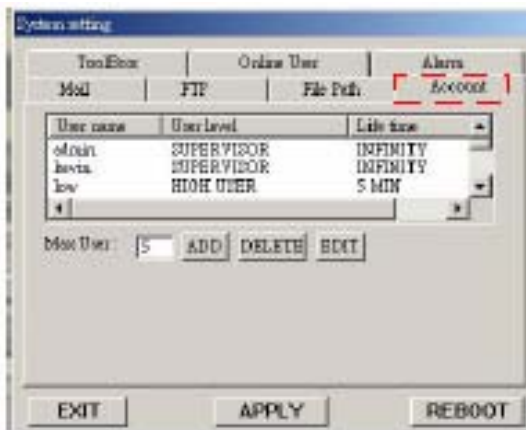 System setting
ToolBox Online User Alarm
Mail FTP File Path Account
User name User level Life time
admin SUPERVISOR INFINITY
kevin SUPERVISOR INFINITY
low HIGH USER 5 MIN
Max User: 5 ADD DELETE EDIT
EXIT APPLY REBOOT